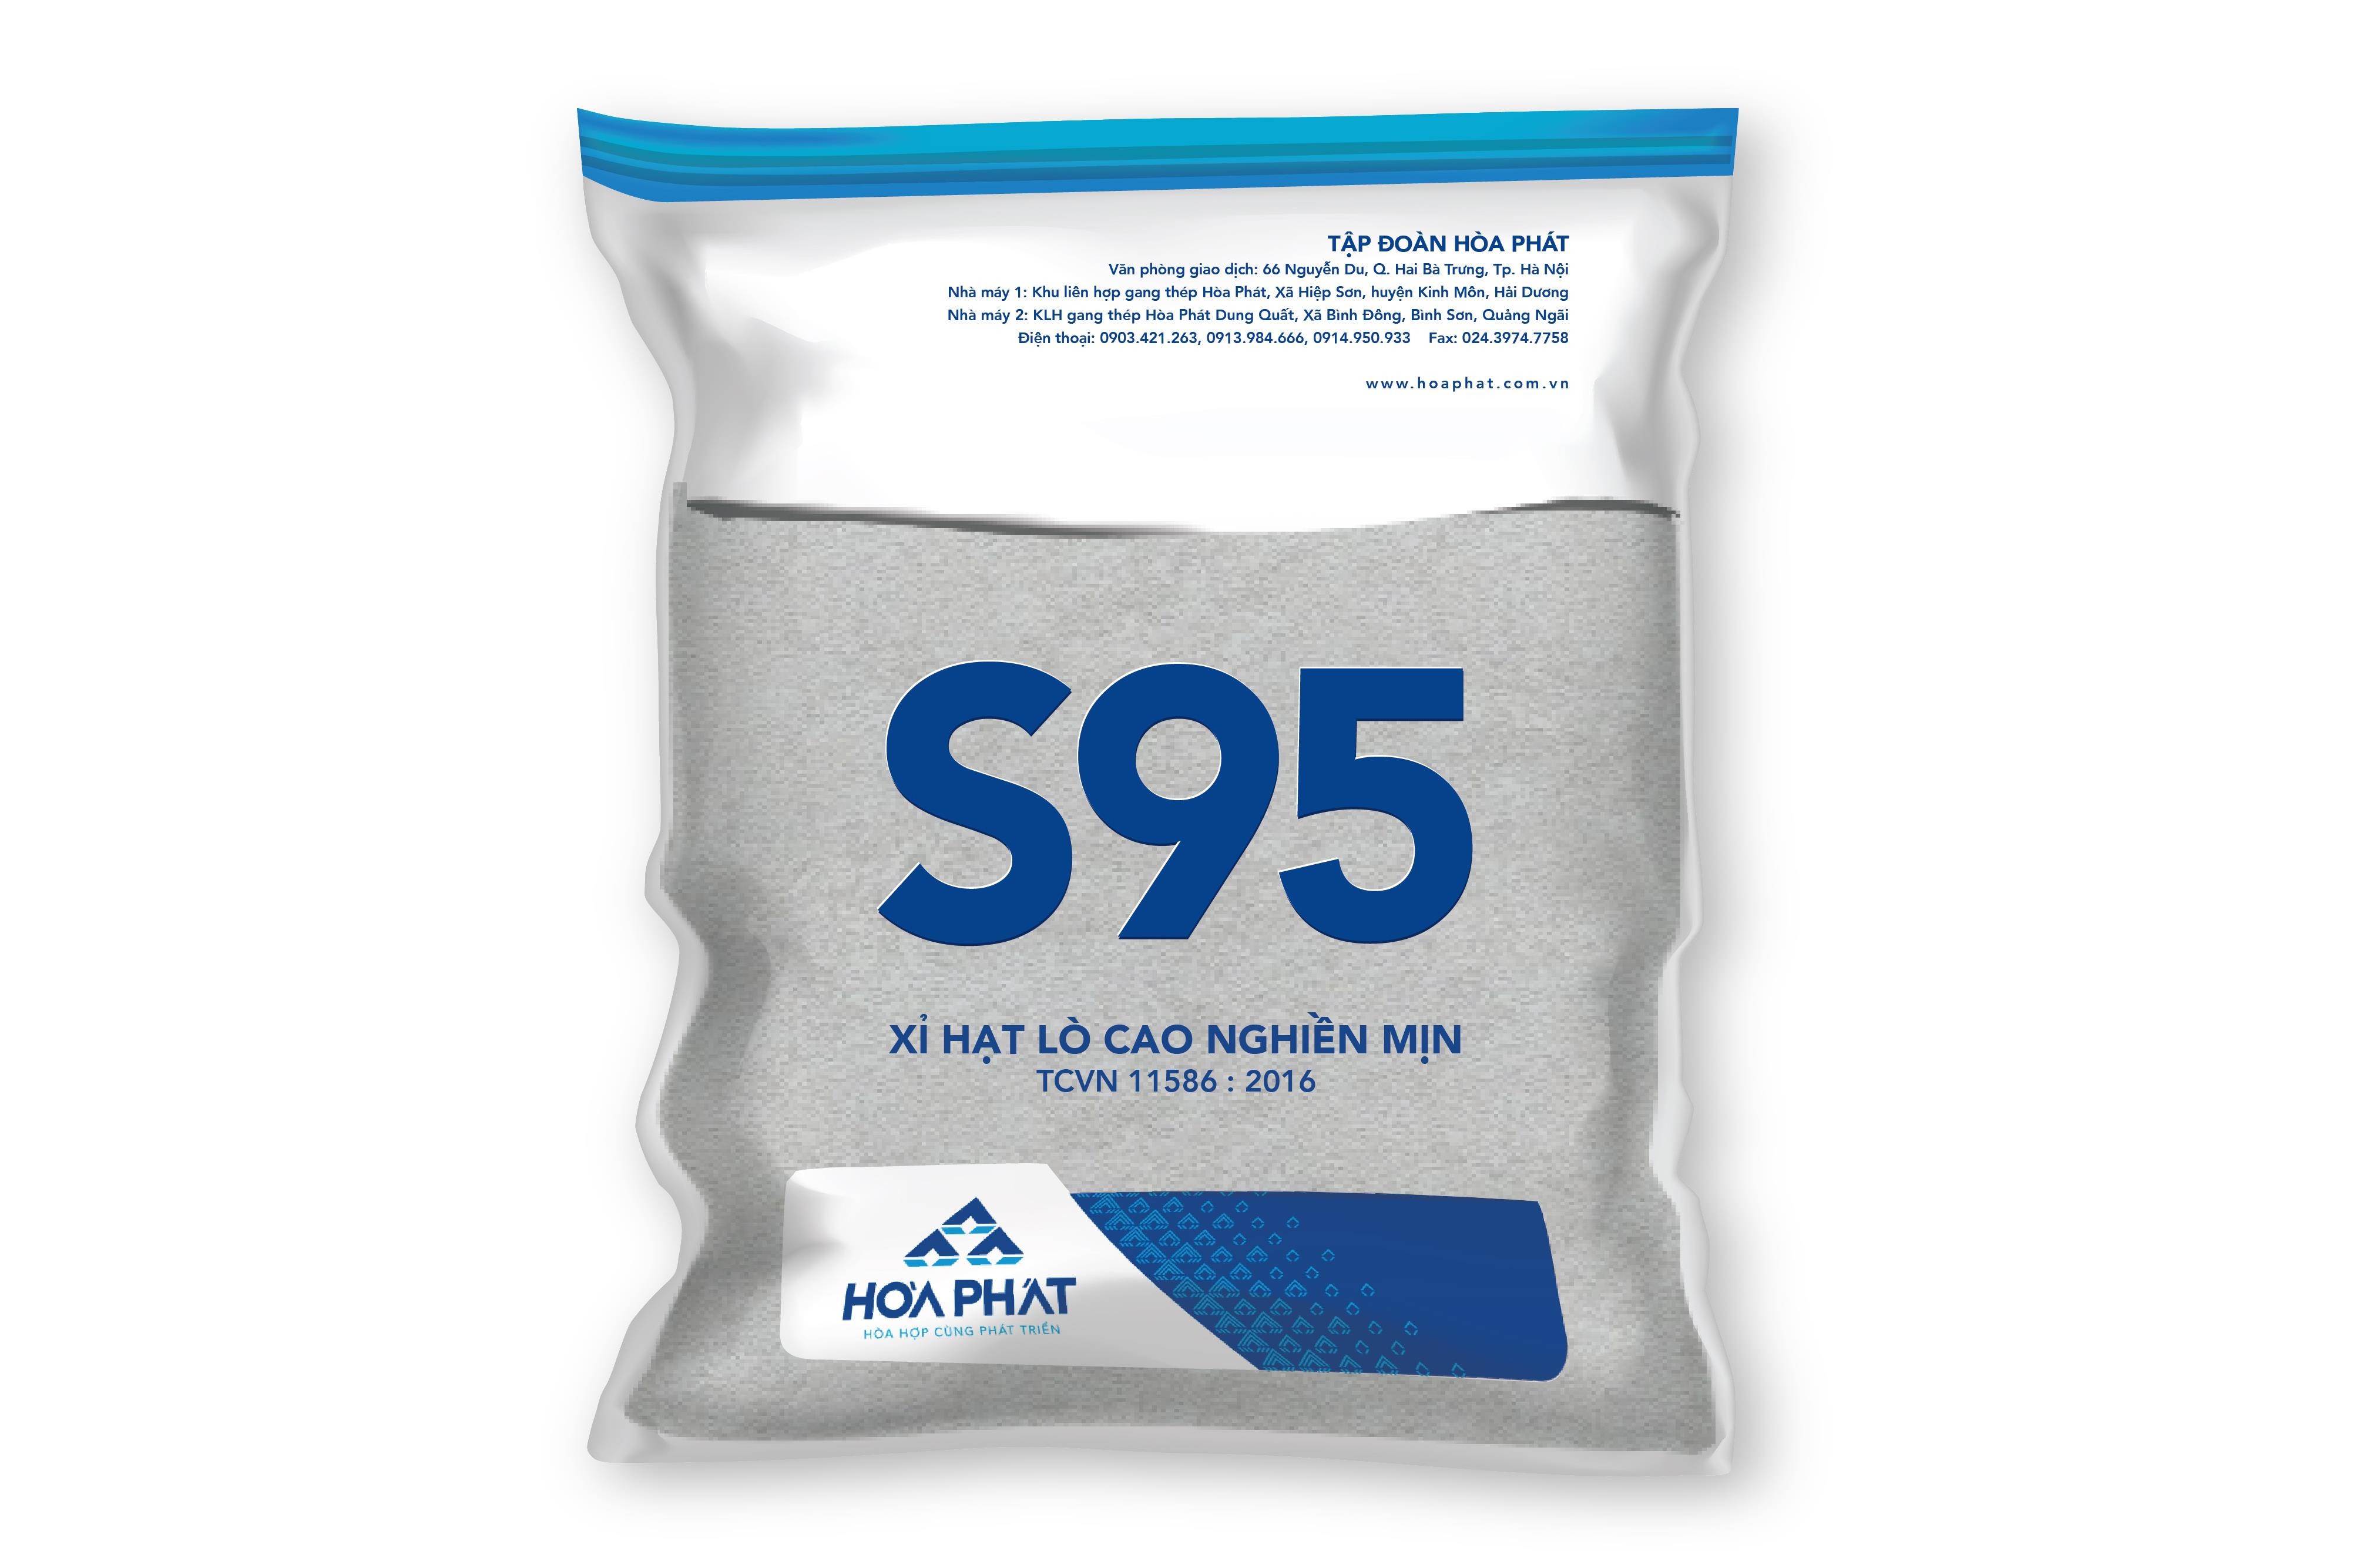 TẬP ĐOÀN HÒA PHÁT
Văn phòng giao dịch: 66 Nguyễn Du, Q. Hai Bà Trưng, Tp. Hà Nội
Nhà máy 1: Khu liên hợp gang thép Hòa Phát, Xã Hiệp Sơn, huyện Kinh Môn, Hải Dương
Nhà máy 2: KLH gang thép Hòa Phát Dung Quất, Xã Bình Đông, Bình Sơn, Quảng Ngãi
Điện thoại: 0903.421.263, 0913.984.666, 0914.950.933 Fax: 024.3974.7758
www.hoaphat.com.vn
S95
XỈ HẠT LÒ CAO NGHIỀN MỊN
TCVN 11586 : 2016
HÒA PHÁT
HÒA HỢP CÙNG PHÁT TRIỂN